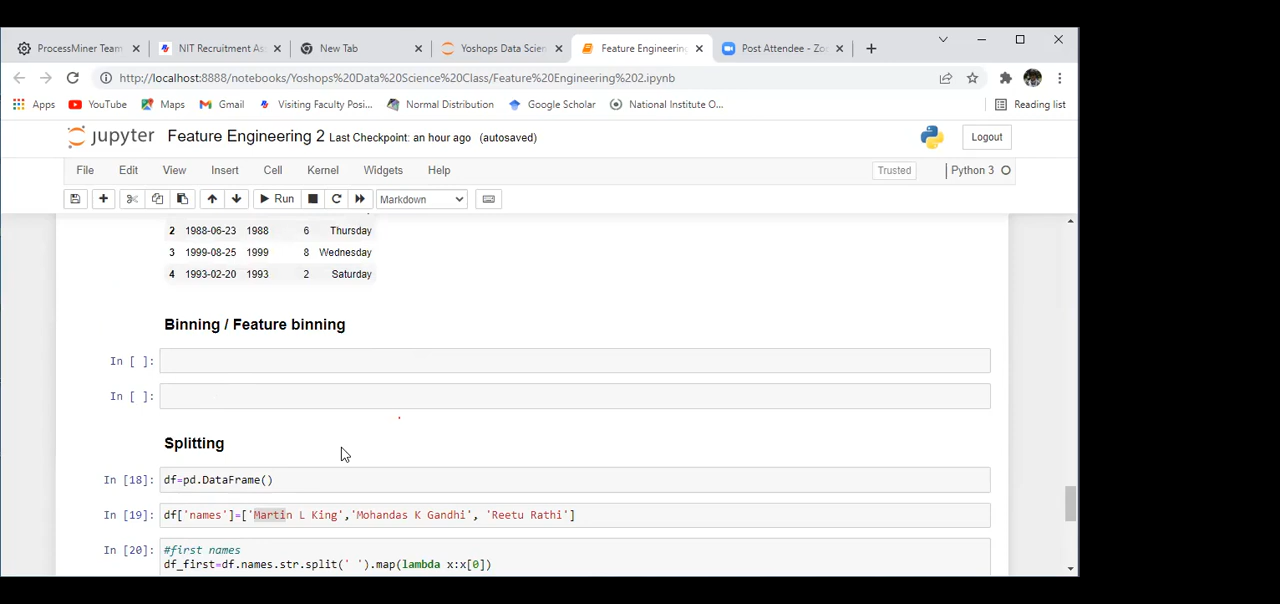 ProcessMiner Team
NIT Recruitment As
New Tab
Yoshops Data Scien
Feature Engineering
Post Attendee - Zoo
http://localhost:8888/notebooks/Yoshops%20Data%20Science%20Class/Feature%20Engineering%202.ipynb
Apps YouTube Maps Gmail Visiting Faculty Posi... Normal Distribution Google Scholar National Institute O... Reading list
jupyter Feature Engineering 2 Last Checkpoint: an hour ago (autosaved) Logout
File Edit View Insert Cell Kernel Widgets Help Trusted Python 3
Run Markdown
2 1988-06-23 1988 6 Thursday
3 1999-08-25 1999 8 Wednesday
4 1993-02-20 1993 2 Saturday
Binning / Feature binning
In [ ]:
In [ ]:
Splitting
In [18]: df=pd.DataFrame()
In [19]: df['names']=['Martin L King','Mohandas K Gandhi', 'Reetu Rathi']
In [20]: #first names
df_first=df.names.str.split(' ').map(lambda x:x[0])